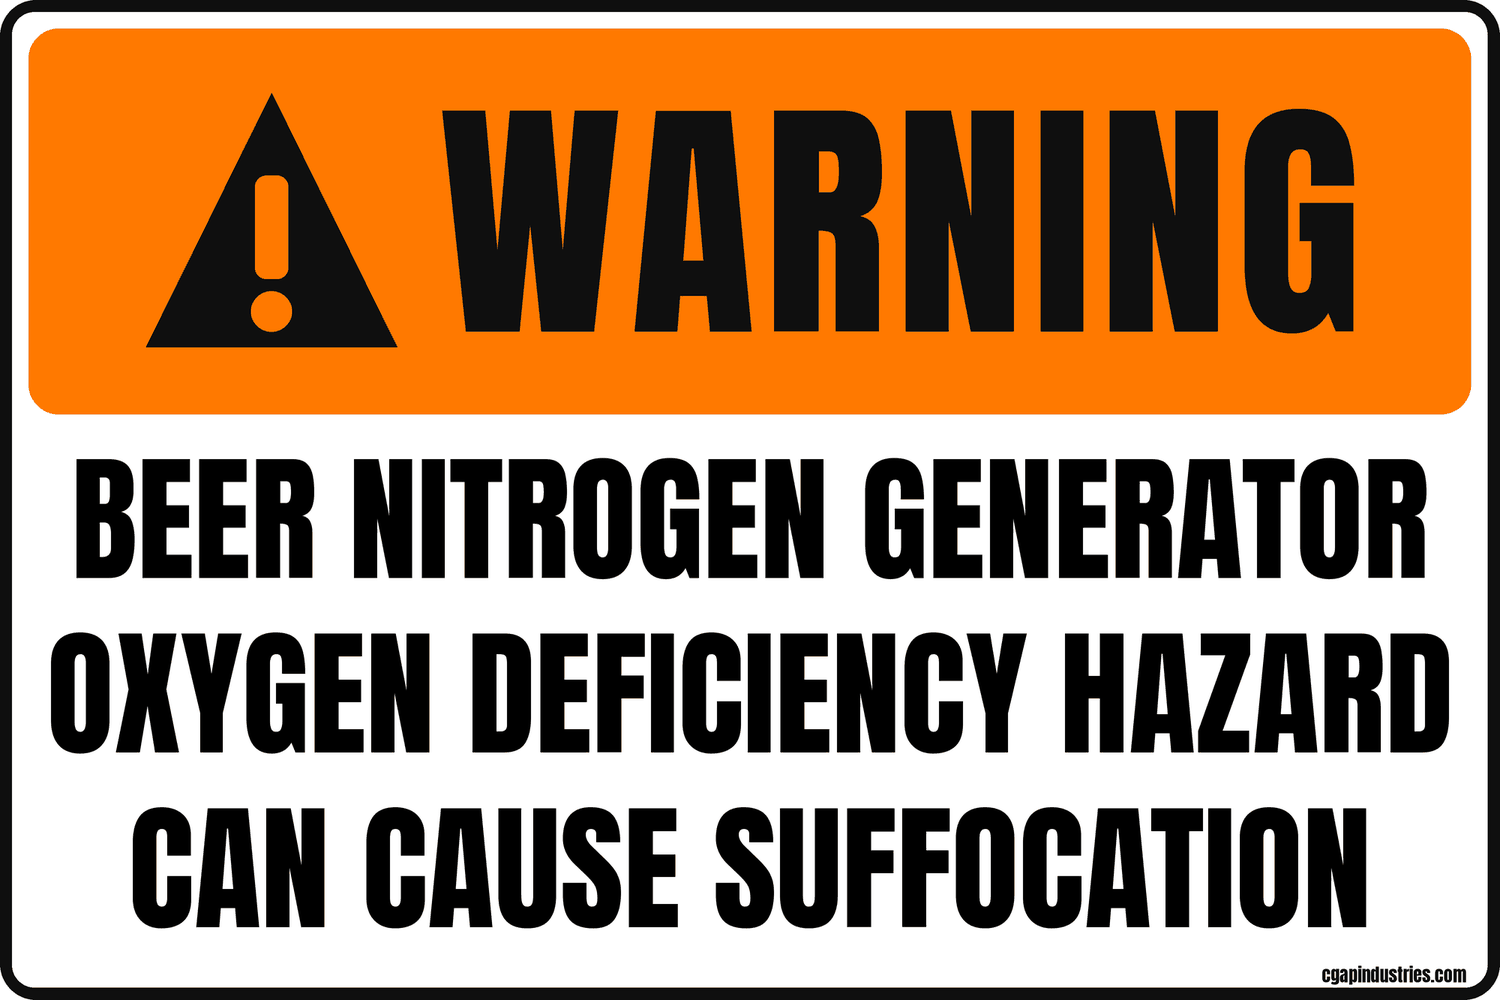 WARNING
BEER NITROGEN GENERATOR
OXYGEN DEFICIENCY HAZARD
CAN CAUSE SUFFOCATION
cgapindustries.com